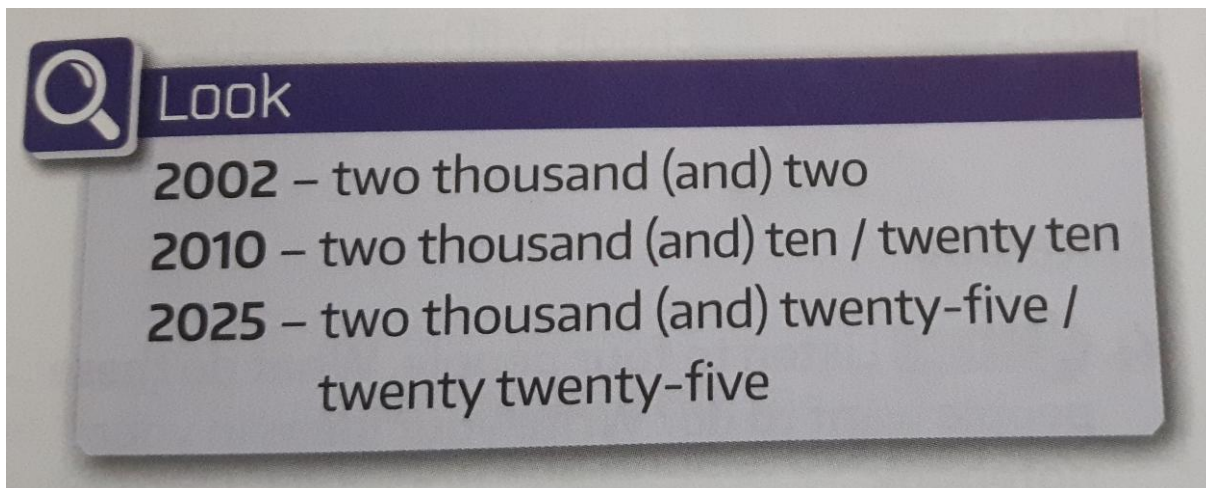 Look
2002 – two thousand (and) two
2010 – two thousand (and) ten / twenty ten
2025 – two thousand (and) twenty-five /
twenty twenty-five